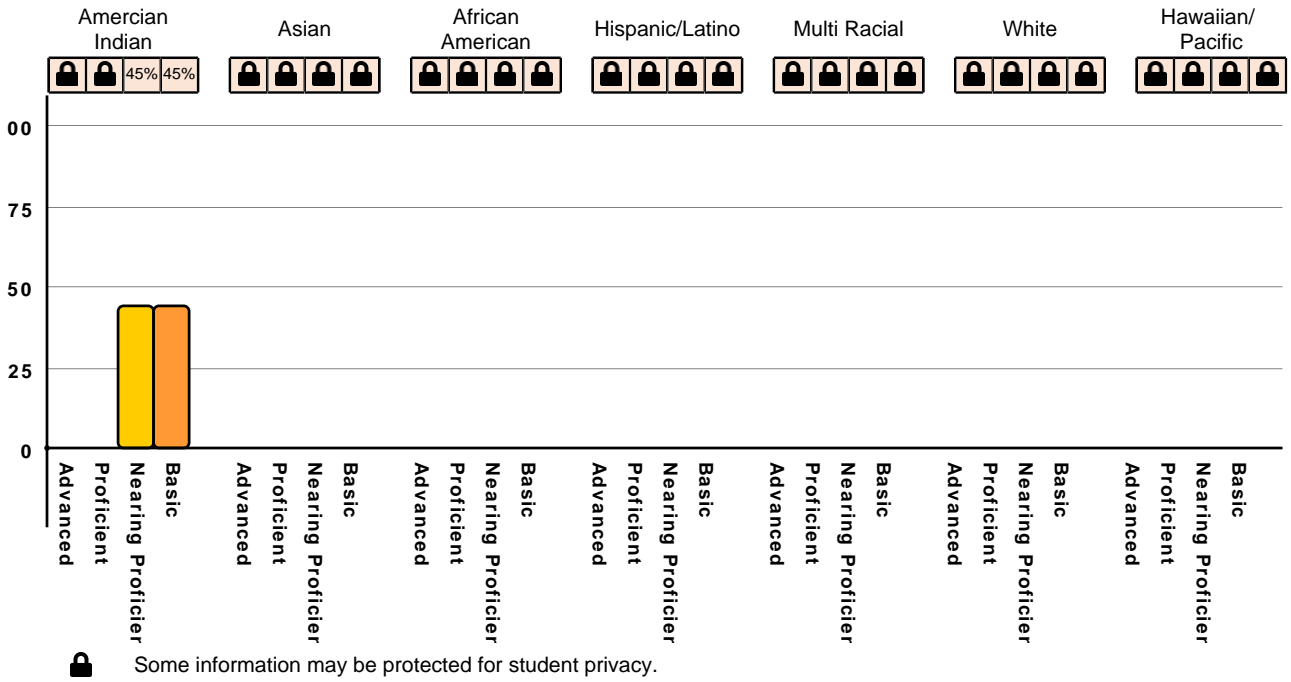 Amercian
Indian
Asian
African
American
Hispanic/Latino
Multi Racial
White
Hawaiian/
Pacific
45% 45%
00
75
50
25
0
Advanced
Proficient
Nearing Proficier
Basic
Advanced
Proficient
Nearing Proficier
Basic
Advanced
Proficient
Nearing Proficier
Basic
Advanced
Proficient
Nearing Proficier
Basic
Advanced
Proficient
Nearing Proficier
Basic
Advanced
Proficient
Nearing Proficier
Basic
Advanced
Proficient
Nearing Proficier
Basic
Some information may be protected for student privacy.